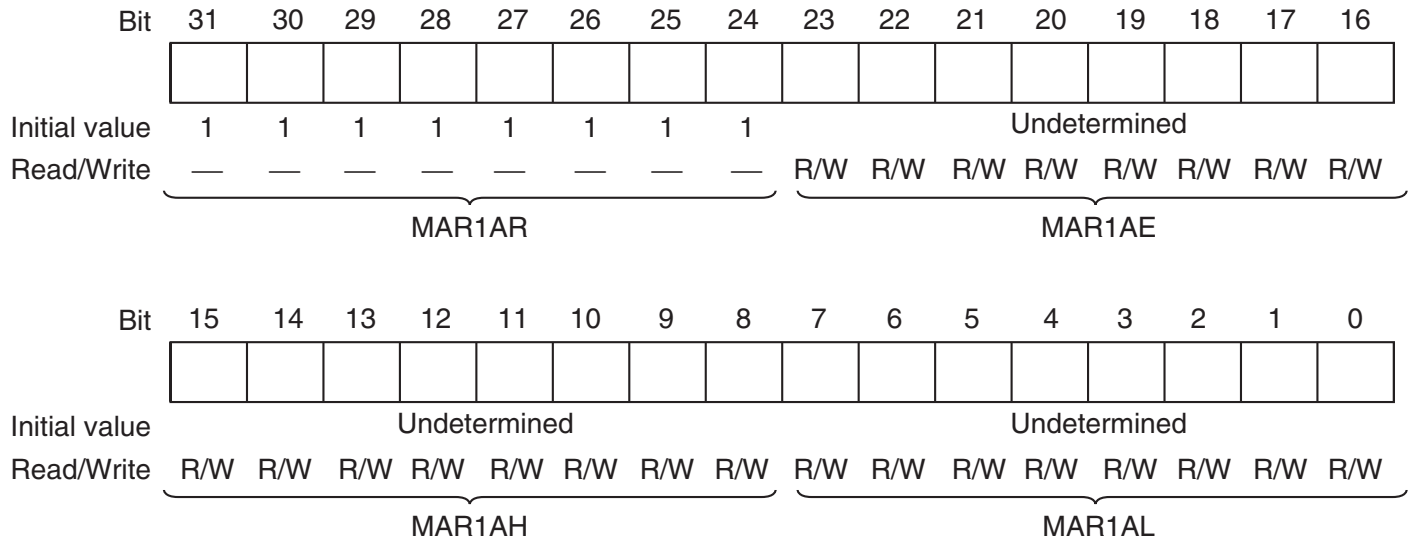 Bit 31 30 29 28 27 26 25 24 23 22 21 20 19 18 17 16
Initial value 1 1 1 1 1 1 1 1 Undetermined
Read/Write — — — — — — — — R/W R/W R/W R/W R/W R/W R/W R/W
MAR1AR MAR1AE
Bit 15 14 13 12 11 10 9 8 7 6 5 4 3 2 1 0
Initial value Undetermined Undetermined
Read/Write R/W R/W R/W R/W R/W R/W R/W R/W R/W R/W R/W R/W R/W R/W R/W R/W
MAR1AH MAR1AL